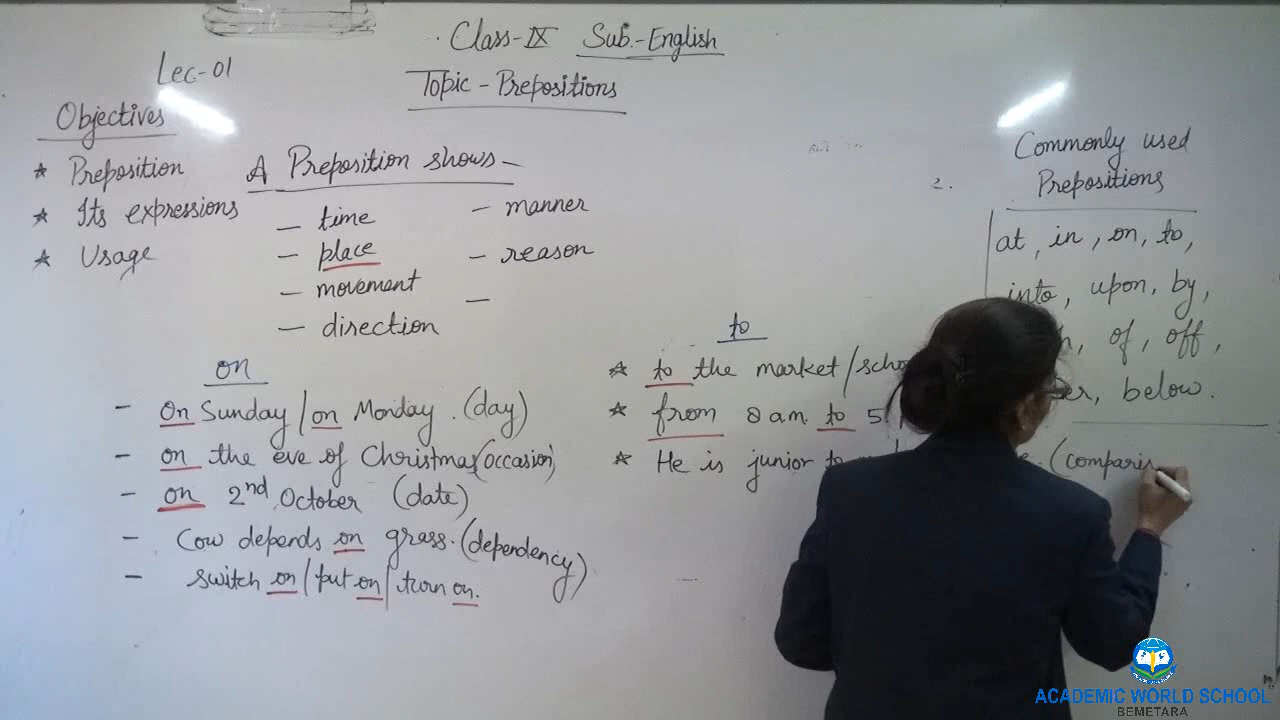 Class-IX Sub.-English
Lec-01
Topic - Prepositions
Objectives
* Preposition
* Its expressions
* Usage
A Preposition shows-
- time
- place
- movement
- direction
- manner
- reason
-
on
- On Sunday / on Monday. (day)
- on the eve of Christmas (occasion)
- on 2nd October (date)
- Cow depends on grass. (dependency)
- switch on / put on / turn on.
to
* to the market /
* from 8 am to 5
* He is junior to (comparis
2.
Commonly used
Prepositions
at, in, on, to,
into, upon, by,
of, off,
below.
ACADEMIC WORLD SCHOOL
BEMETARA